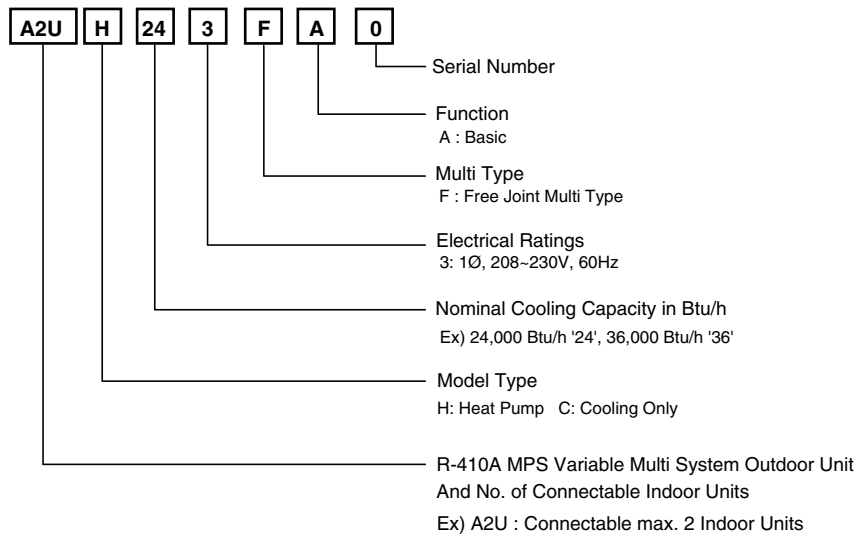 A2U H 24 3 F A 0
Serial Number
Function
A : Basic
Multi Type
F : Free Joint Multi Type
Electrical Ratings
3: 1Ø, 208~230V, 60Hz
Nominal Cooling Capacity in Btu/h
Ex) 24,000 Btu/h '24', 36,000 Btu/h '36'
Model Type
H: Heat Pump C: Cooling Only
R-410A MPS Variable Multi System Outdoor Unit
And No. of Connectable Indoor Units
Ex) A2U : Connectable max. 2 Indoor Units